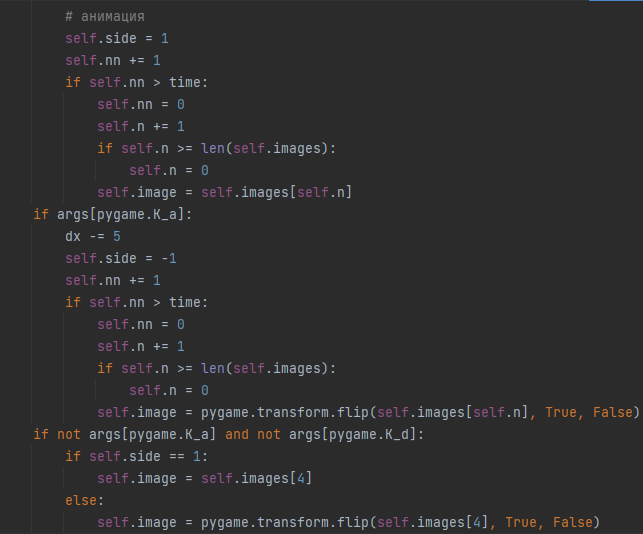 # анимация
self.side = 1
self.nn += 1
if self.nn > time:
self.nn = 0
self.n += 1
if self.n >= len(self.images):
self.n = 0
self.image = self.images[self.n]
if args[pygame.K_a]:
dx -= 5
self.side = -1
self.nn += 1
if self.nn > time:
self.nn = 0
self.n += 1
if self.n >= len(self.images):
self.n = 0
self.image = pygame.transform.flip(self.images[self.n], True, False)
if not args[pygame.K_a] and not args[pygame.K_d]:
if self.side == 1:
self.image = self.images[4]
else:
self.image = pygame.transform.flip(self.images[4], True, False)